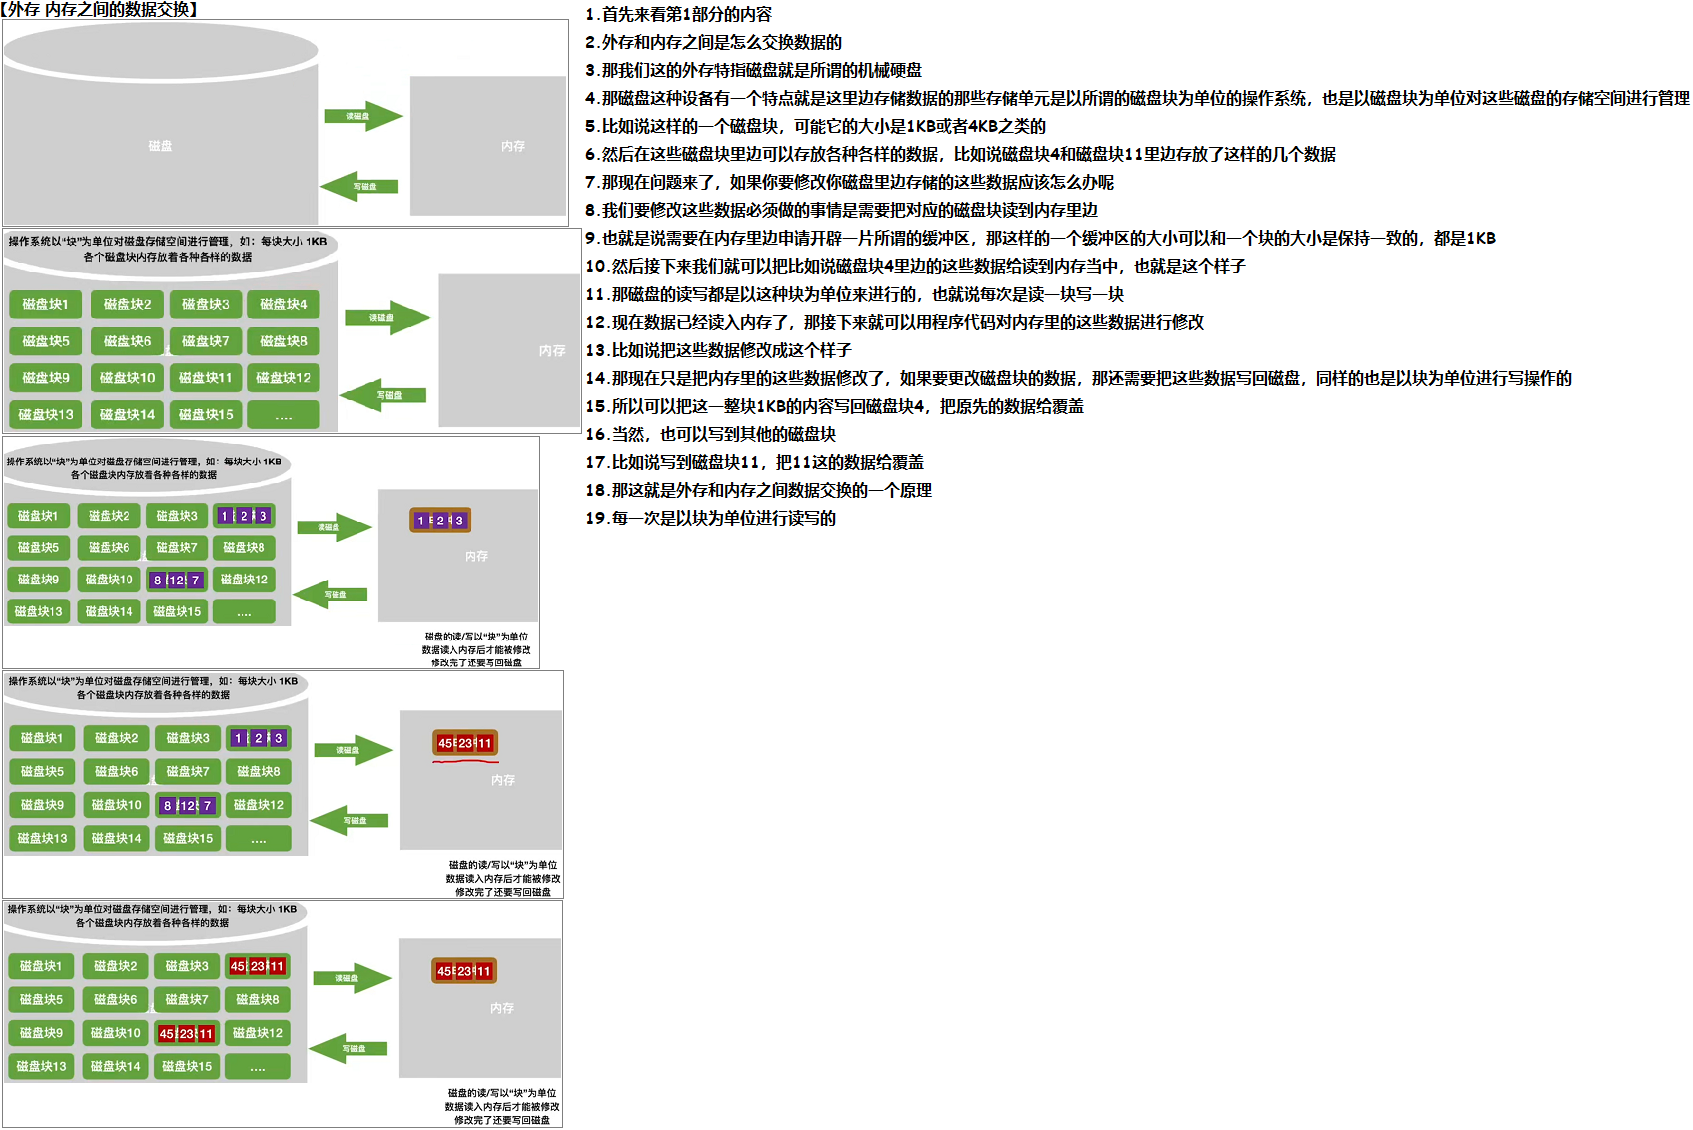 【外存 内存之间的数据交换】
磁盘
读磁盘
写磁盘
内存
操作系统以“块”为单位对磁盘存储空间进行管理，如：每块大小 1KB
各个磁盘块内存放着各种各样的数据
磁盘块1 磁盘块2 磁盘块3 磁盘块4
磁盘块5 磁盘块6 磁盘块7 磁盘块8
磁盘块9 磁盘块10 磁盘块11 磁盘块12
磁盘块13 磁盘块14 磁盘块15 ....
读磁盘
写磁盘
内存
操作系统以“块”为单位对磁盘存储空间进行管理，如：每块大小 1KB
各个磁盘块内存放着各种各样的数据
磁盘块1 磁盘块2 磁盘块3 1 2 3
磁盘块5 磁盘块6 磁盘块7 磁盘块8
磁盘块9 磁盘块10 8 12 7 磁盘块12
磁盘块13 磁盘块14 磁盘块15 ....
读磁盘
写磁盘
1 2 3
内存
磁盘的读/写以“块”为单位
数据读入内存后才能被修改
修改完了还要写回磁盘
操作系统以“块”为单位对磁盘存储空间进行管理，如：每块大小 1KB
各个磁盘块内存放着各种各样的数据
磁盘块1 磁盘块2 磁盘块3 1 2 3
磁盘块5 磁盘块6 磁盘块7 磁盘块8
磁盘块9 磁盘块10 8 12 7 磁盘块12
磁盘块13 磁盘块14 磁盘块15 ....
读磁盘
写磁盘
45 23 11
内存
磁盘的读/写以“块”为单位
数据读入内存后才能被修改
修改完了还要写回磁盘
操作系统以“块”为单位对磁盘存储空间进行管理，如：每块大小 1KB
各个磁盘块内存放着各种各样的数据
磁盘块1 磁盘块2 磁盘块3 45 23 11
磁盘块5 磁盘块6 磁盘块7 磁盘块8
磁盘块9 磁盘块10 45 23 11 磁盘块12
磁盘块13 磁盘块14 磁盘块15 ....
读磁盘
写磁盘
45 23 11
内存
磁盘的读/写以“块”为单位
数据读入内存后才能被修改
修改完了还要写回磁盘
1.首先来看第1部分的内容
2.外存和内存之间是怎么交换数据的
3.那我们这的外存特指磁盘就是所谓的机械硬盘
4.那磁盘这种设备有一个特点就是这里边存储数据的那些存储单元是以所谓的磁盘块为单位的操作系统，也是以磁盘块为单位对这些磁盘的存储空间进行管理
5.比如说这样的一个磁盘块，可能它的大小是1KB或者4KB之类的
6.然后在这些磁盘块里边可以存放各种各样的数据，比如说磁盘块4和磁盘块11里边存放了这样的几个数据
7.那现在问题来了，如果你要修改你磁盘里边存储的这些数据应该怎么办呢
8.我们要修改这些数据必须做的事情是需要把对应的磁盘块读到内存里边
9.也就是说需要在内存里边申请开辟一片所谓的缓冲区，那这样的一个缓冲区的大小可以和一个块的大小是保持一致的，都是1KB
10.然后接下来我们就可以把比如说磁盘块4里边的这些数据给读到内存当中，也就是这个样子
11.那磁盘的读写都是以这种块为单位来进行的，也就说每次是读一块写一块
12.现在数据已经读入内存了，那接下来就可以用程序代码对内存里的这些数据进行修改
13.比如说把这些数据修改成这个样子
14.那现在只是把内存里的这些数据修改了，如果要更改磁盘块的数据，那还需要把这些数据写回磁盘，同样的也是以块为单位进行写操作的
15.所以可以把这一整块1KB的内容写回磁盘块4，把原先的数据给覆盖
16.当然，也可以写到其他的磁盘块
17.比如说写到磁盘块11，把11这的数据给覆盖
18.那这就是外存和内存之间数据交换的一个原理
19.每一次是以块为单位进行读写的